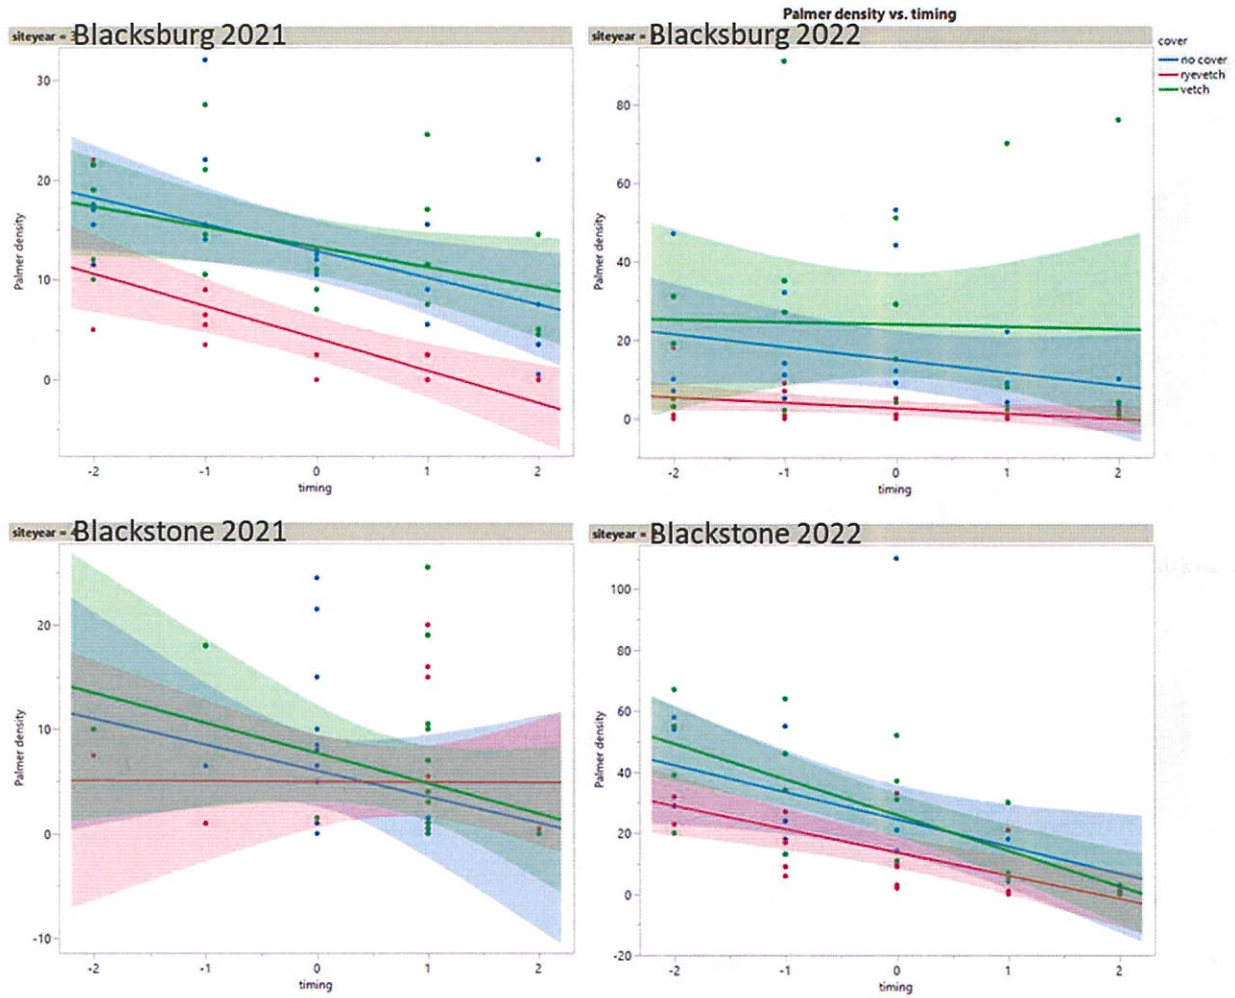 Palmer density vs. timing
siteyear = 3 Blacksburg 2021
siteyear = Blacksburg 2022
cover
no cover
ryevetch
vetch
Palmer density
30
20
10
0
-2 -1 0 1 2
timing
Palmer density
80
60
40
20
0
-2 -1 0 1 2
timing
siteyear = 4 Blackstone 2021
siteyear = Blackstone 2022
Palmer density
20
10
0
-10
-2 -1 0 1 2
timing
Palmer density
100
80
60
40
20
0
-20
-2 -1 0 1 2
timing